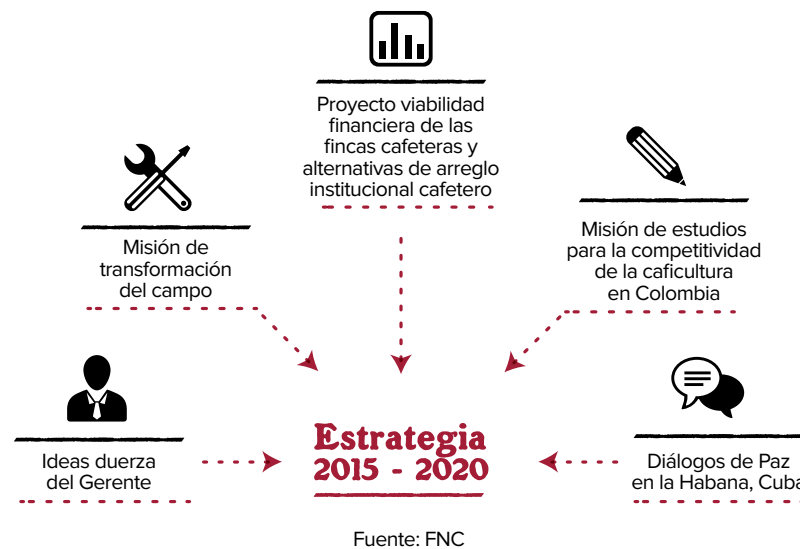 Proyecto viabilidad
financiera de las
fincas cafeteras y
alternativas de arreglo
institucional cafetero
Misión de
transformación
del campo
Misión de estudios
para la competitividad
de la caficultura
en Colombia
Ideas duerza
del Gerente
Estrategia
2015 - 2020
Diálogos de Paz
en la Habana, Cuba
Fuente: FNC